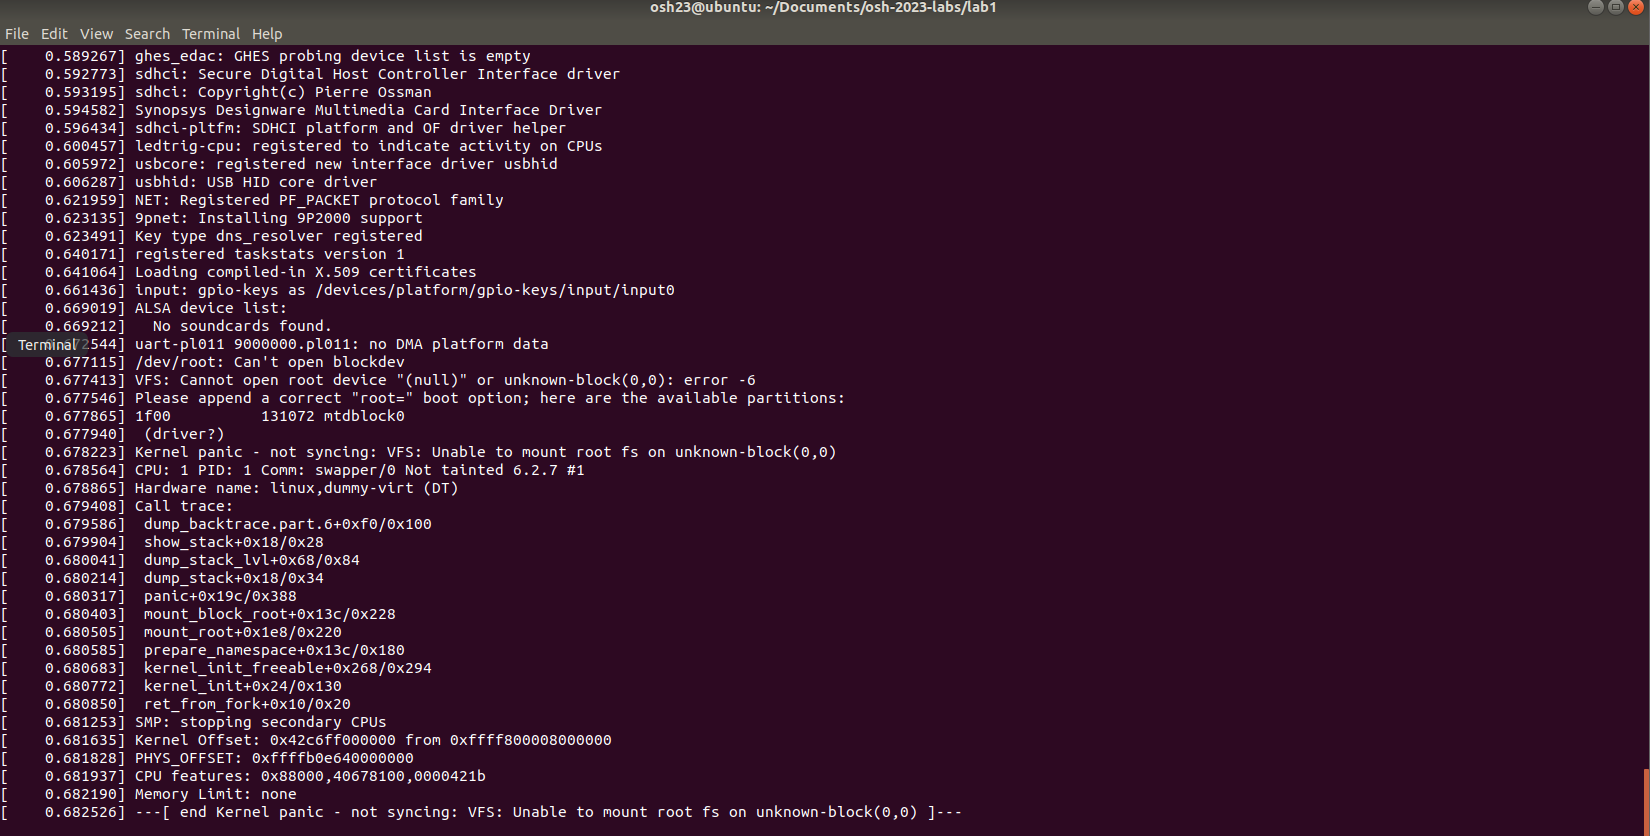 osh23@ubuntu: ~/Documents/osh-2023-labs/lab1
File Edit View Search Terminal Help
[    0.589267] ghes_edac: GHES probing device list is empty
[    0.592773] sdhci: Secure Digital Host Controller Interface driver
[    0.593195] sdhci: Copyright(c) Pierre Ossman
[    0.594582] Synopsys Designware Multimedia Card Interface Driver
[    0.596434] sdhci-pltfm: SDHCI platform and OF driver helper
[    0.600457] ledtrig-cpu: registered to indicate activity on CPUs
[    0.605972] usbcore: registered new interface driver usbhid
[    0.606287] usbhid: USB HID core driver
[    0.621959] NET: Registered PF_PACKET protocol family
[    0.623135] 9pnet: Installing 9P2000 support
[    0.623491] Key type dns_resolver registered
[    0.640171] registered taskstats version 1
[    0.641064] Loading compiled-in X.509 certificates
[    0.661436] input: gpio-keys as /devices/platform/gpio-keys/input/input0
[    0.669019] ALSA device list:
[    0.669212]   No soundcards found.
[ Terminal 2544] uart-pl011 9000000.pl011: no DMA platform data
[    0.677115] /dev/root: Can't open blockdev
[    0.677413] VFS: Cannot open root device "(null)" or unknown-block(0,0): error -6
[    0.677546] Please append a correct "root=" boot option; here are the available partitions:
[    0.677865] 1f00          131072 mtdblock0
[    0.677940]  (driver?)
[    0.678223] Kernel panic - not syncing: VFS: Unable to mount root fs on unknown-block(0,0)
[    0.678564] CPU: 1 PID: 1 Comm: swapper/0 Not tainted 6.2.7 #1
[    0.678865] Hardware name: linux,dummy-virt (DT)
[    0.679408] Call trace:
[    0.679586]  dump_backtrace.part.6+0xf0/0x100
[    0.679904]  show_stack+0x18/0x28
[    0.680041]  dump_stack_lvl+0x68/0x84
[    0.680214]  dump_stack+0x18/0x34
[    0.680317]  panic+0x19c/0x388
[    0.680403]  mount_block_root+0x13c/0x228
[    0.680505]  mount_root+0x1e8/0x220
[    0.680585]  prepare_namespace+0x13c/0x180
[    0.680683]  kernel_init_freeable+0x268/0x294
[    0.680772]  kernel_init+0x24/0x130
[    0.680850]  ret_from_fork+0x10/0x20
[    0.681253] SMP: stopping secondary CPUs
[    0.681635] Kernel Offset: 0x42c6ff000000 from 0xffff800008000000
[    0.681828] PHYS_OFFSET: 0xffffb0e640000000
[    0.681937] CPU features: 0x88000,40678100,0000421b
[    0.682190] Memory Limit: none
[    0.682526] ---[ end Kernel panic - not syncing: VFS: Unable to mount root fs on unknown-block(0,0) ]---